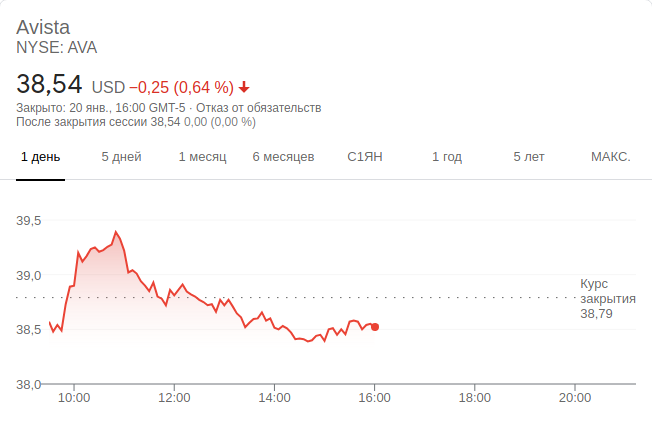 Avista
NYSE: AVA
38,54 USD −0,25 (0,64 %)
Закрыто: 20 янв., 16:00 GMT-5 · Отказ от обязательств
После закрытия сессии 38,54 0,00 (0,00 %)
1 день 5 дней 1 месяц 6 месяцев С1ЯН 1 год 5 лет МАКС.
39,5
39,0
Курс
закрытия
38,79
38,5
38,0
10:00 12:00 14:00 16:00 18:00 20:00